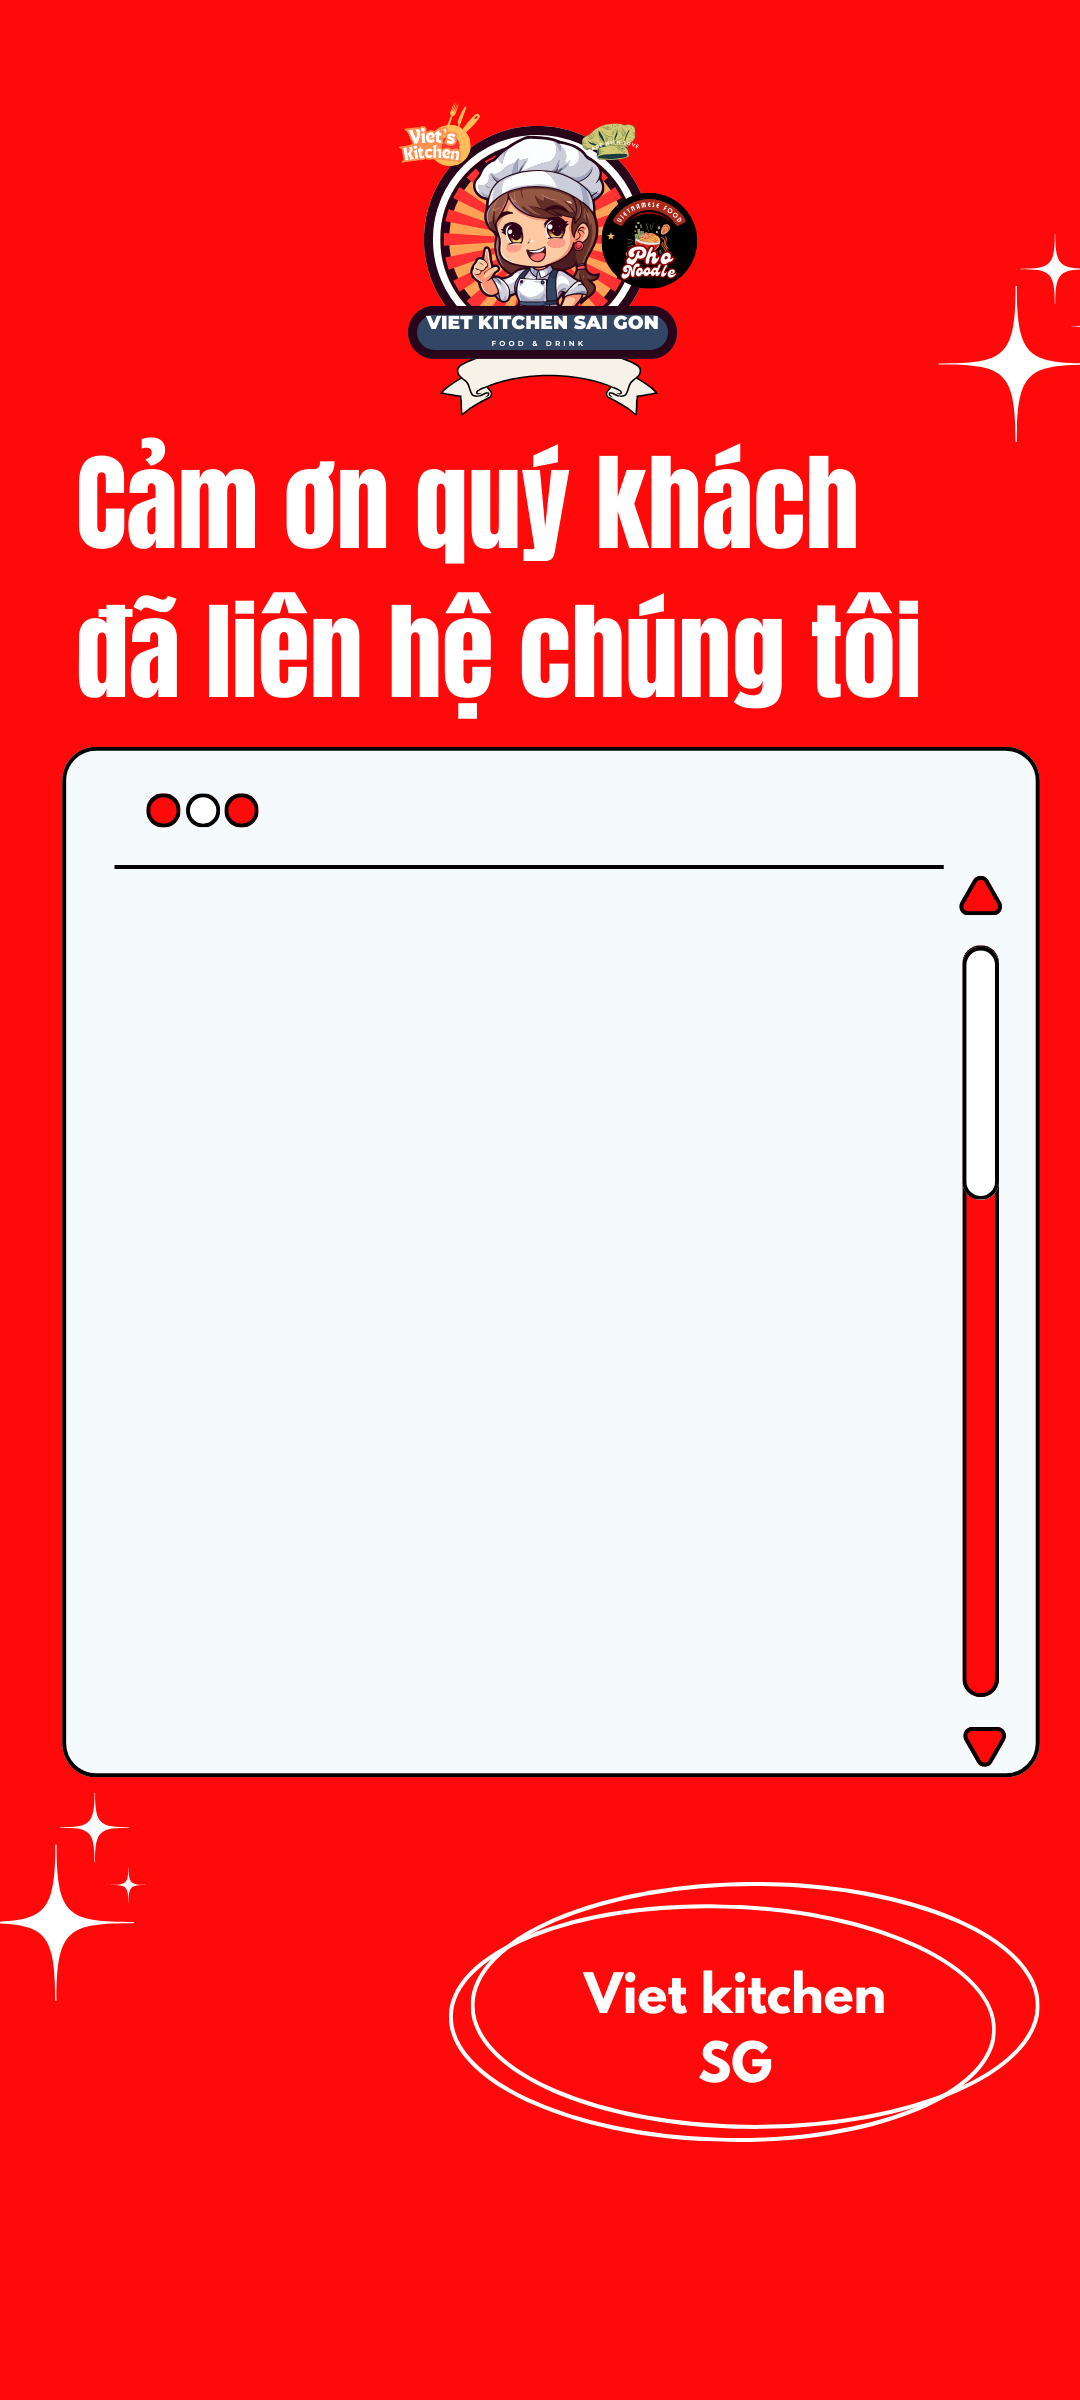 Viet's
Kitchen
VIETNAMESE FOOD
Pho
Noodle
VIET KITCHEN SAI GON
FOOD & DRINK
Cảm ơn quý khách
đã liên hệ chúng tôi
Viet kitchen
SG